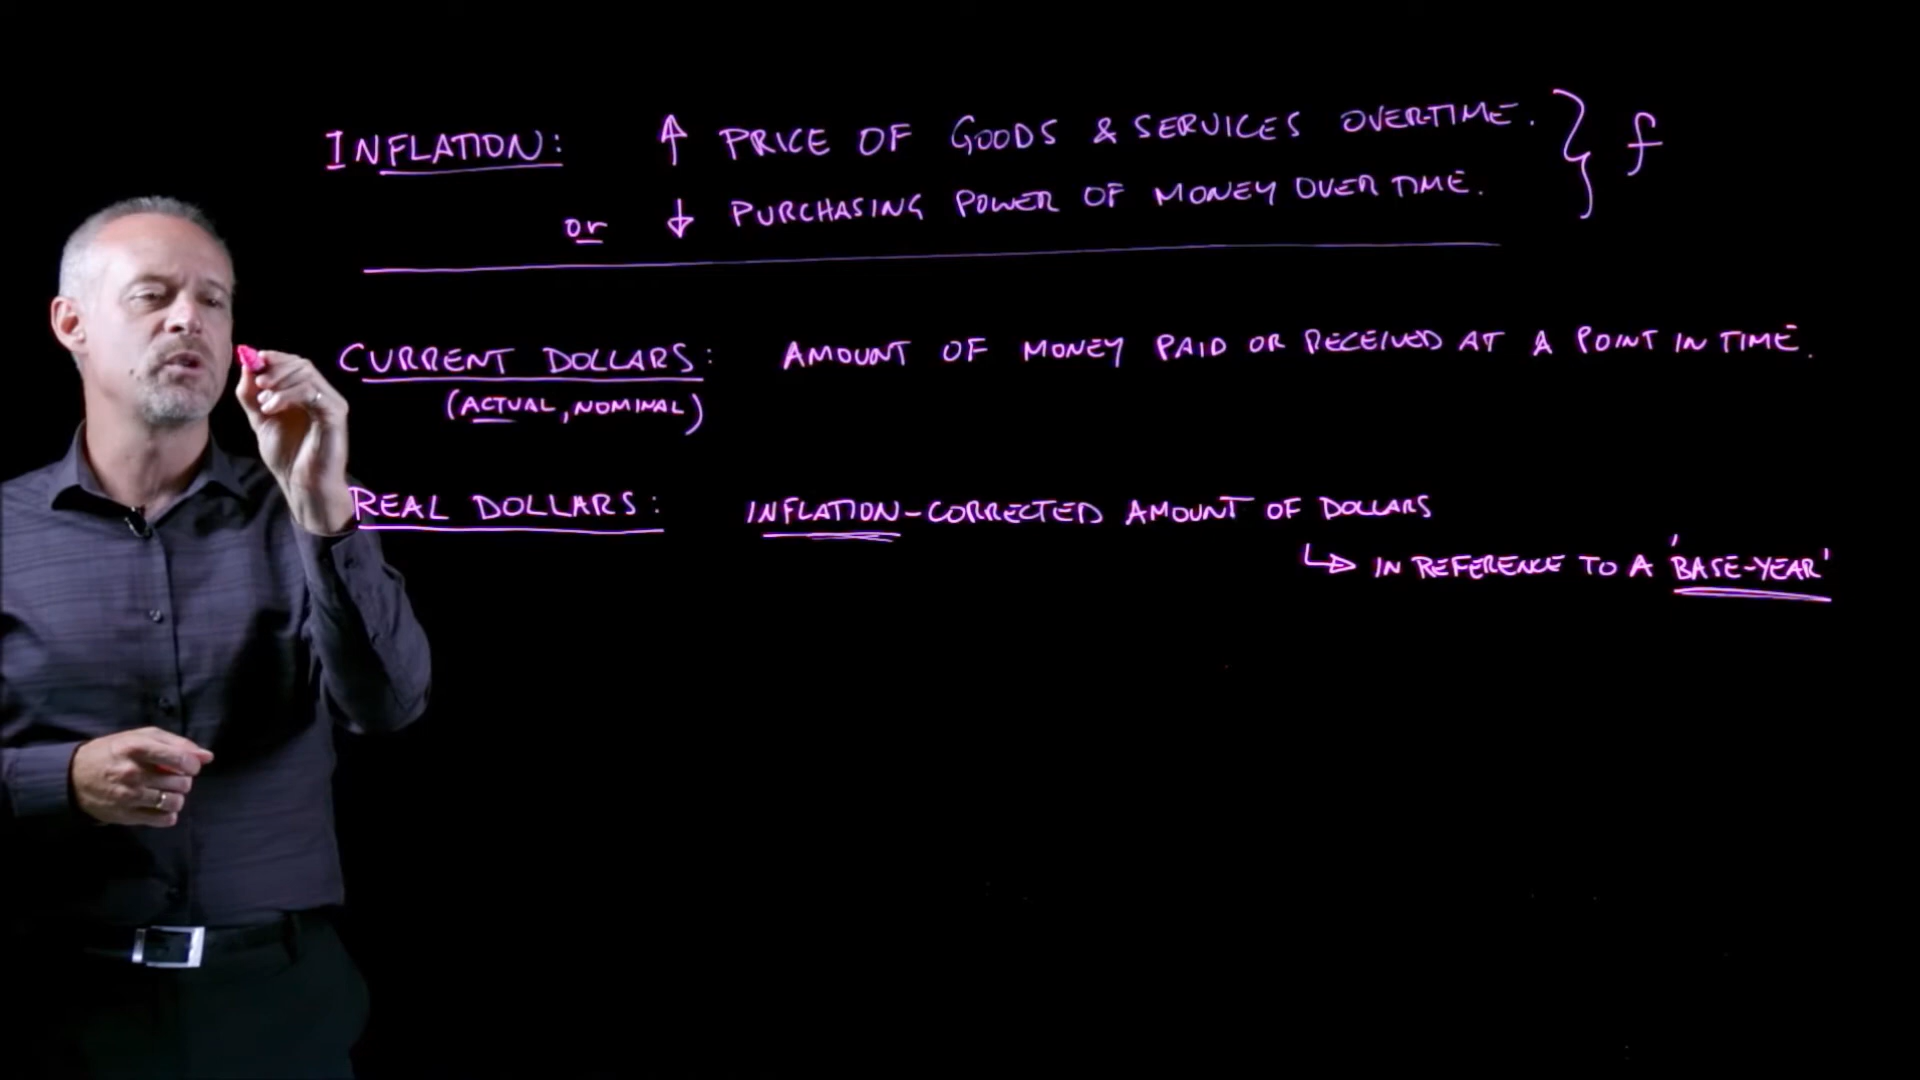 INFLATION: ↑ PRICE OF GOODS & SERVICES OVERTIME. } f
or ↓ PURCHASING POWER OF MONEY OVER TIME.
CURRENT DOLLARS: AMOUNT OF MONEY PAID OR RECEIVED AT A POINT IN TIME.
(ACTUAL, NOMINAL)
REAL DOLLARS: INFLATION-CORRECTED AMOUNT OF DOLLARS
↳ IN REFERENCE TO A 'BASE-YEAR'